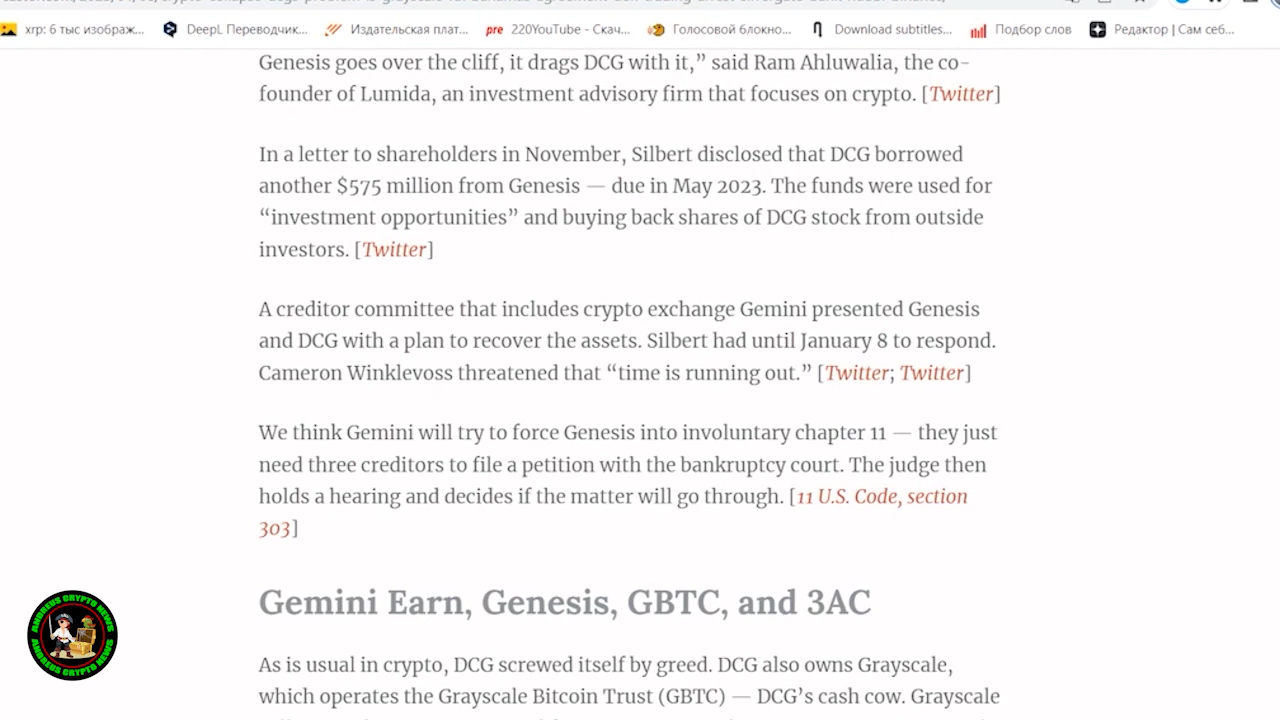 xrp: 6 тыс изображ...
DeepL Переводчик...
Издательская плат...
pre 220YouTube - Скач...
Голосовой блокно...
Download subtitles...
Подбор слов
Редактор | Сам себ...
Genesis goes over the cliff, it drags DCG with it,” said Ram Ahluwalia, the co-
founder of Lumida, an investment advisory firm that focuses on crypto. [Twitter]
In a letter to shareholders in November, Silbert disclosed that DCG borrowed
another $575 million from Genesis — due in May 2023. The funds were used for
“investment opportunities” and buying back shares of DCG stock from outside
investors. [Twitter]
A creditor committee that includes crypto exchange Gemini presented Genesis
and DCG with a plan to recover the assets. Silbert had until January 8 to respond.
Cameron Winklevoss threatened that “time is running out.” [Twitter; Twitter]
We think Gemini will try to force Genesis into involuntary chapter 11 — they just
need three creditors to file a petition with the bankruptcy court. The judge then
holds a hearing and decides if the matter will go through. [11 U.S. Code, section
303]
Gemini Earn, Genesis, GBTC, and 3AC
ANDREUS CRYPTO NEWS
ANDREUS CRYPTO NEWS
As is usual in crypto, DCG screwed itself by greed. DCG also owns Grayscale,
which operates the Grayscale Bitcoin Trust (GBTC) — DCG’s cash cow. Grayscale